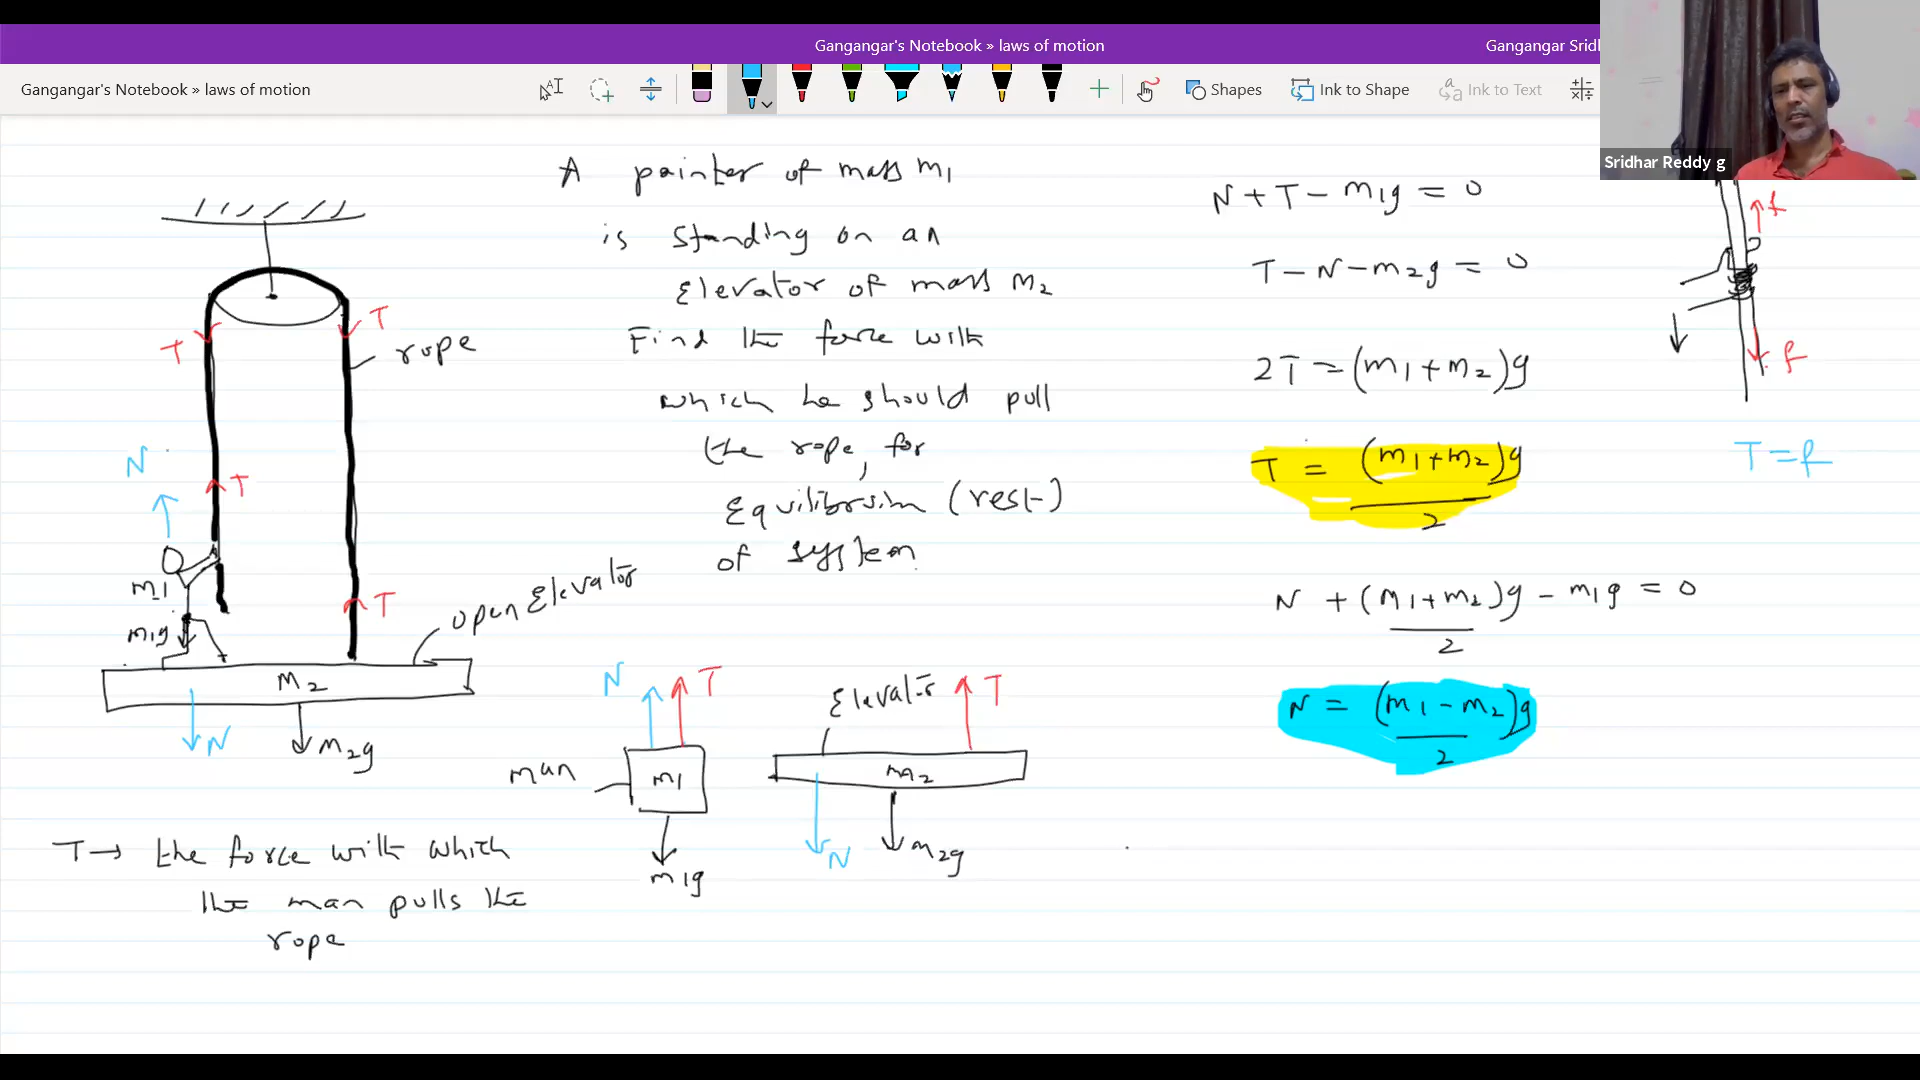 Gangangar's Notebook » laws of motion
Gangangar Sridh
Gangangar's Notebook » laws of motion
Shapes
Ink to Shape
Ink to Text
Sridhar Reddy g
A painter of mass m1
is standing on an
Elevator of mass m2
Find the force with
which he should pull
the rope, for
Equilibrium (rest)
of system
T
T
rope
N
T
m1
m1g
T
open Elevator
M2
N
m2g
T → the force with which
the man pulls the
rope
N
T
man
m1
m1g
Elevator
T
m2
N
m2g
N + T - m1g = 0
T - N - m2g = 0
2T = (m1+m2)g
T = (m1+m2)g
2
N + (m1+m2)g - m1g = 0
2
N = (m1-m2)g
2
f
f
T = f